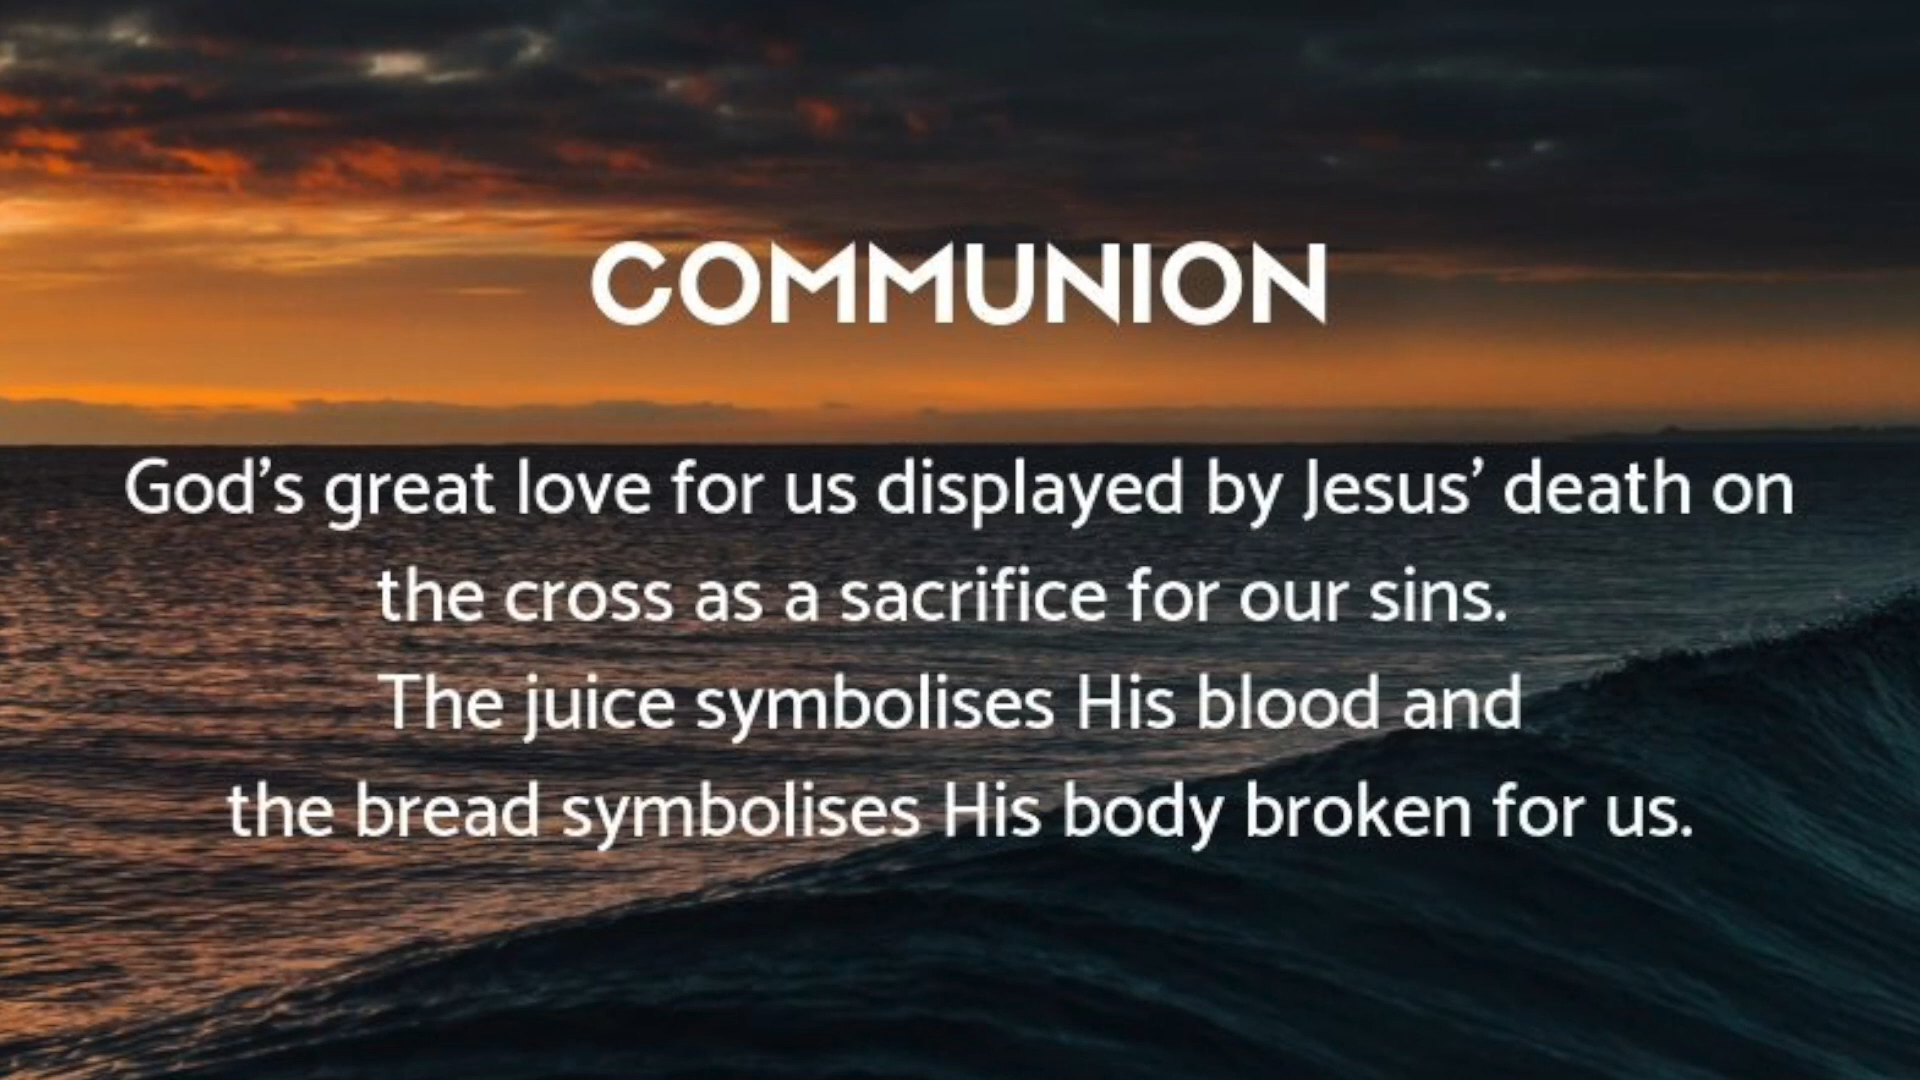 COMMUNION
God’s great love for us displayed by Jesus’ death on
the cross as a sacrifice for our sins.
The juice symbolises His blood and
the bread symbolises His body broken for us.